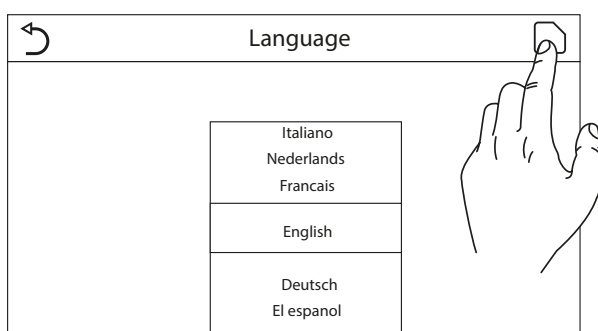 Language
Italiano
Nederlands
Francais
English
Deutsch
El espanol